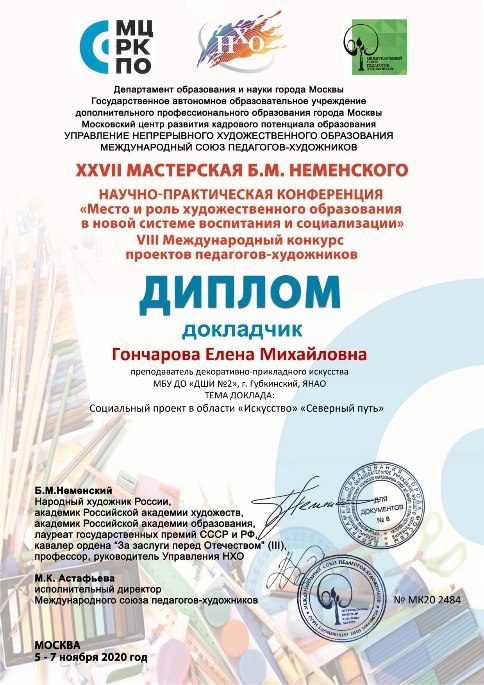 МЦ
РК
ПО
НХО
МЕЖДУНАРОДНЫЙ
СОЮЗ
ПЕДАГОГОВ-
ХУДОЖНИКОВ
Департамент образования и науки города Москвы
Государственное автономное образовательное учреждение
дополнительного профессионального образования города Москвы
Московский центр развития кадрового потенциала образования
УПРАВЛЕНИЕ НЕПРЕРЫВНОГО ХУДОЖЕСТВЕННОГО ОБРАЗОВАНИЯ
МЕЖДУНАРОДНЫЙ СОЮЗ ПЕДАГОГОВ-ХУДОЖНИКОВ
XXVII МАСТЕРСКАЯ Б.М. НЕМЕНСКОГО
НАУЧНО-ПРАКТИЧЕСКАЯ КОНФЕРЕНЦИЯ
«Место и роль художественного образования
в новой системе воспитания и социализации»
VIII Международный конкурс
проектов педагогов-художников
ДИПЛОМ
докладчик
Гончарова Елена Михайловна
преподаватель декоративно-прикладного искусства
МБУ ДО «ДШИ №2», г. Губкинский, ЯНАО
ТЕМА ДОКЛАДА:
Социальный проект в области «Искусство» «Северный путь»
Б.М.Неменский
Народный художник России,
академик Российской академии художеств,
академик Российской академии образования,
лауреат государственных премий СССР и РФ,
кавалер ордена "За заслуги перед Отечеством" (III),
профессор, руководитель Управления НХО
ДЛЯ
ДОКУМЕНТОВ
№ 8
М.К. Астафьева
исполнительный директор
Международного союза педагогов-художников
№ МК20 2484
МОСКВА
5 - 7 ноября 2020 год